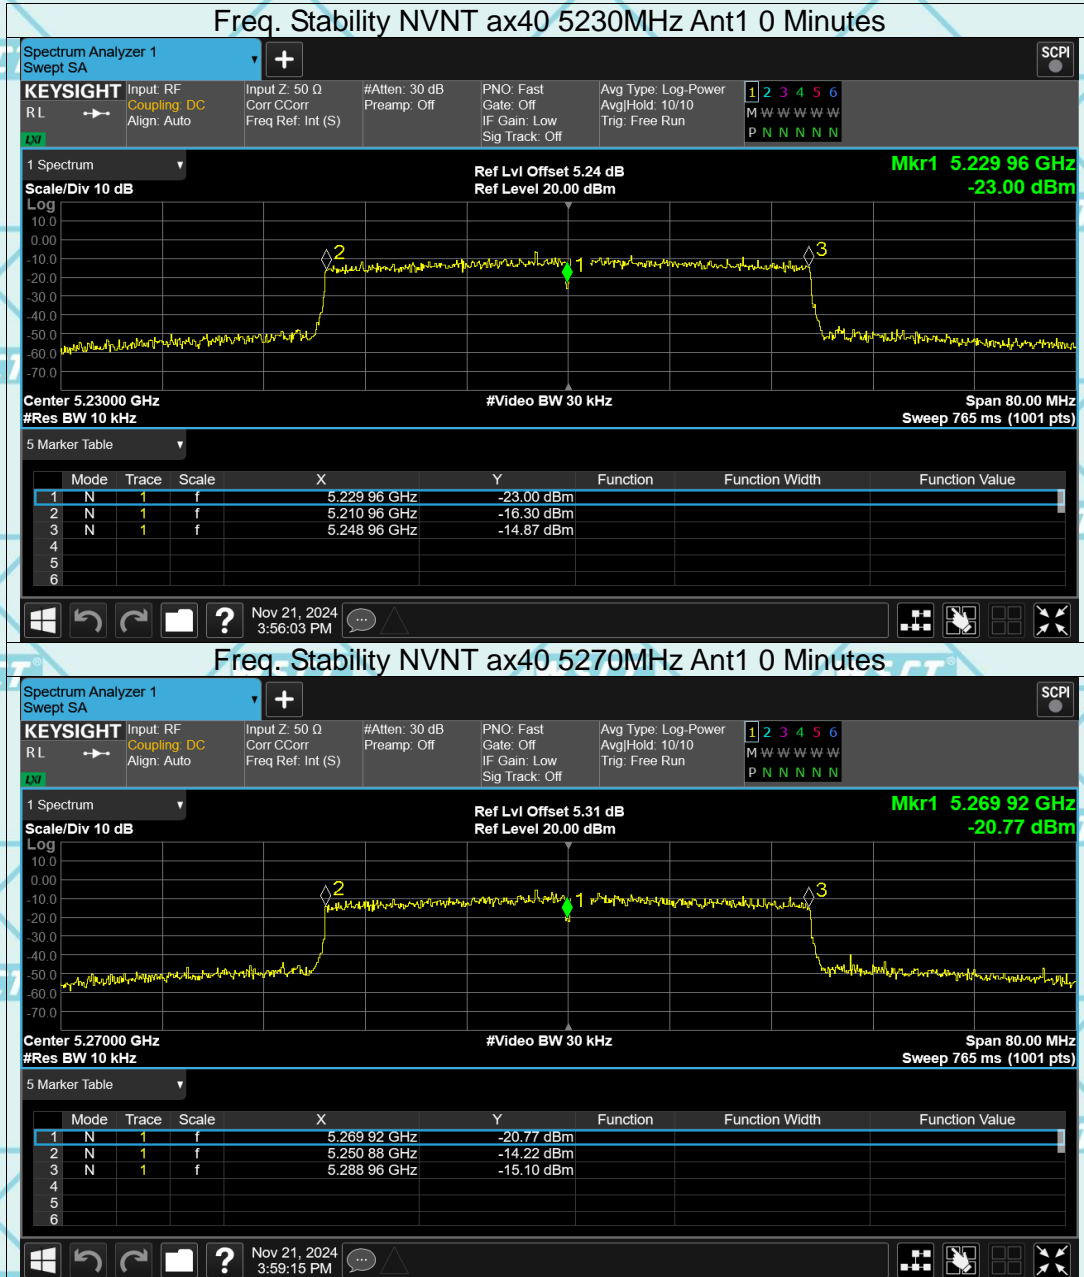 Freq. Stability NVNT ax40 5230MHz Ant1 0 Minutes
Spectrum Analyzer 1
Swept SA
SCPI
KEYSIGHT
R L
LXI
Input: RF
Coupling: DC
Align: Auto
Input Z: 50 Ω
Corr CCorr
Freq Ref: Int (S)
#Atten: 30 dB
Preamp: Off
PNO: Fast
Gate: Off
IF Gain: Low
Sig Track: Off
Avg Type: Log-Power
Avg|Hold: 10/10
Trig: Free Run
1 2 3 4 5 6
M W W W W W
P N N N N N
1 Spectrum
Scale/Div 10 dB
Ref Lvl Offset 5.24 dB
Ref Level 20.00 dBm
Mkr1 5.229 96 GHz
-23.00 dBm
Log
10.0
0.00
-10.0
-20.0
-30.0
-40.0
-50.0
-60.0
-70.0
2
1
3
Center 5.23000 GHz
#Video BW 30 kHz
Span 80.00 MHz
#Res BW 10 kHz
Sweep 765 ms (1001 pts)
5 Marker Table
Mode Trace Scale X Y Function Function Width Function Value
1 N 1 f 5.229 96 GHz -23.00 dBm
2 N 1 f 5.210 96 GHz -16.30 dBm
3 N 1 f 5.248 96 GHz -14.87 dBm
4
5
6
?
Nov 21, 2024
3:56:03 PM
Freq. Stability NVNT ax40 5270MHz Ant1 0 Minutes
Spectrum Analyzer 1
Swept SA
SCPI
KEYSIGHT
R L
LXI
Input: RF
Coupling: DC
Align: Auto
Input Z: 50 Ω
Corr CCorr
Freq Ref: Int (S)
#Atten: 30 dB
Preamp: Off
PNO: Fast
Gate: Off
IF Gain: Low
Sig Track: Off
Avg Type: Log-Power
Avg|Hold: 10/10
Trig: Free Run
1 2 3 4 5 6
M W W W W W
P N N N N N
1 Spectrum
Scale/Div 10 dB
Ref Lvl Offset 5.31 dB
Ref Level 20.00 dBm
Mkr1 5.269 92 GHz
-20.77 dBm
Log
10.0
0.00
-10.0
-20.0
-30.0
-40.0
-50.0
-60.0
-70.0
2
1
3
Center 5.27000 GHz
#Video BW 30 kHz
Span 80.00 MHz
#Res BW 10 kHz
Sweep 765 ms (1001 pts)
5 Marker Table
Mode Trace Scale X Y Function Function Width Function Value
1 N 1 f 5.269 92 GHz -20.77 dBm
2 N 1 f 5.250 88 GHz -14.22 dBm
3 N 1 f 5.288 96 GHz -15.10 dBm
4
5
6
?
Nov 21, 2024
3:59:15 PM